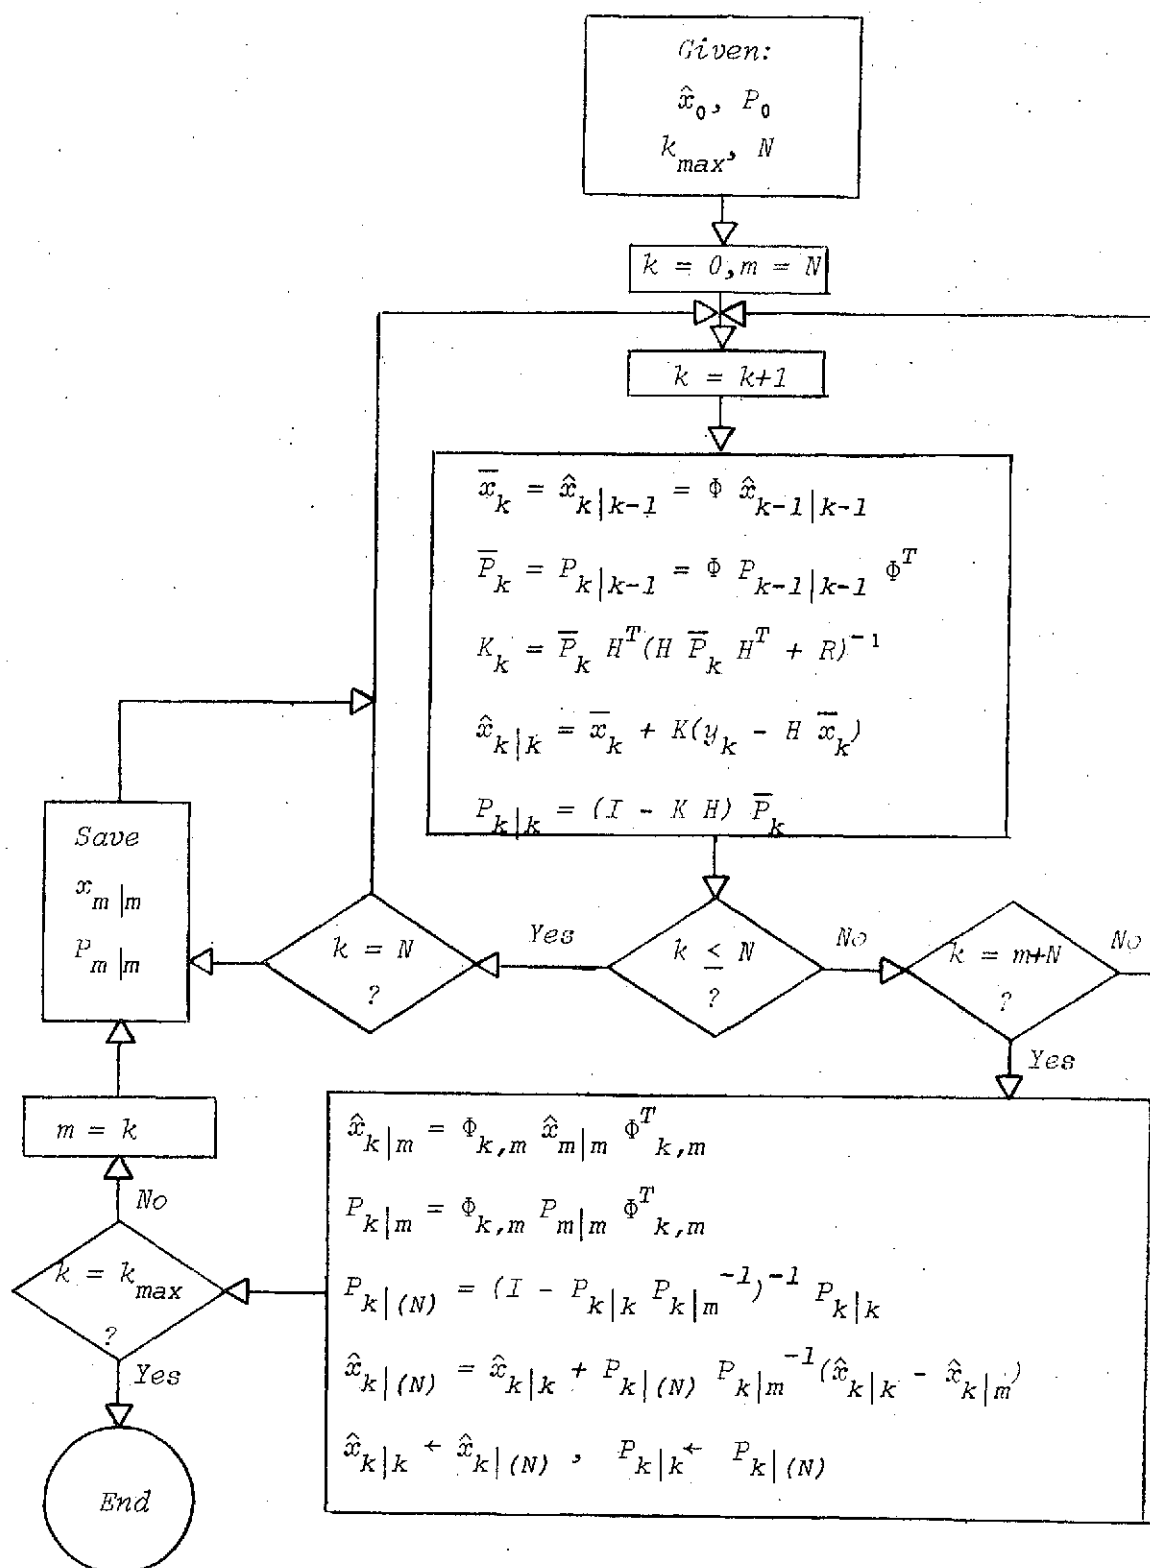 Given:
x̂₀, P₀
k_max, N
k = 0, m = N
k = k+1
x̄_k = x̂_k|k-1 = Φ x̂_k-1|k-1
P̄_k = P_k|k-1 = Φ P_k-1|k-1 Φ^T
K_k = P̄_k H^T(H P̄_k H^T + R)^-1
x̂_k|k = x̄_k + K(y_k - H x̄_k)
P_k|k = (I - K H) P̄_k
Save
x_m|m
P_m|m
k = N
?
Yes
k ≤ N
?
No
k = m+N
?
No
Yes
m = k
No
k = k_max
?
Yes
End
x̂_k|m = Φ_k,m x̂_m|m Φ^T_k,m
P_k|m = Φ_k,m P_m|m Φ^T_k,m
P_k|(N) = (I - P_k|k P_k|m^-1)^-1 P_k|k
x̂_k|(N) = x̂_k|k + P_k|(N) P_k|m^-1(x̂_k|k - x̂_k|m)
x̂_k|k ← x̂_k|(N) , P_k|k ← P_k|(N)